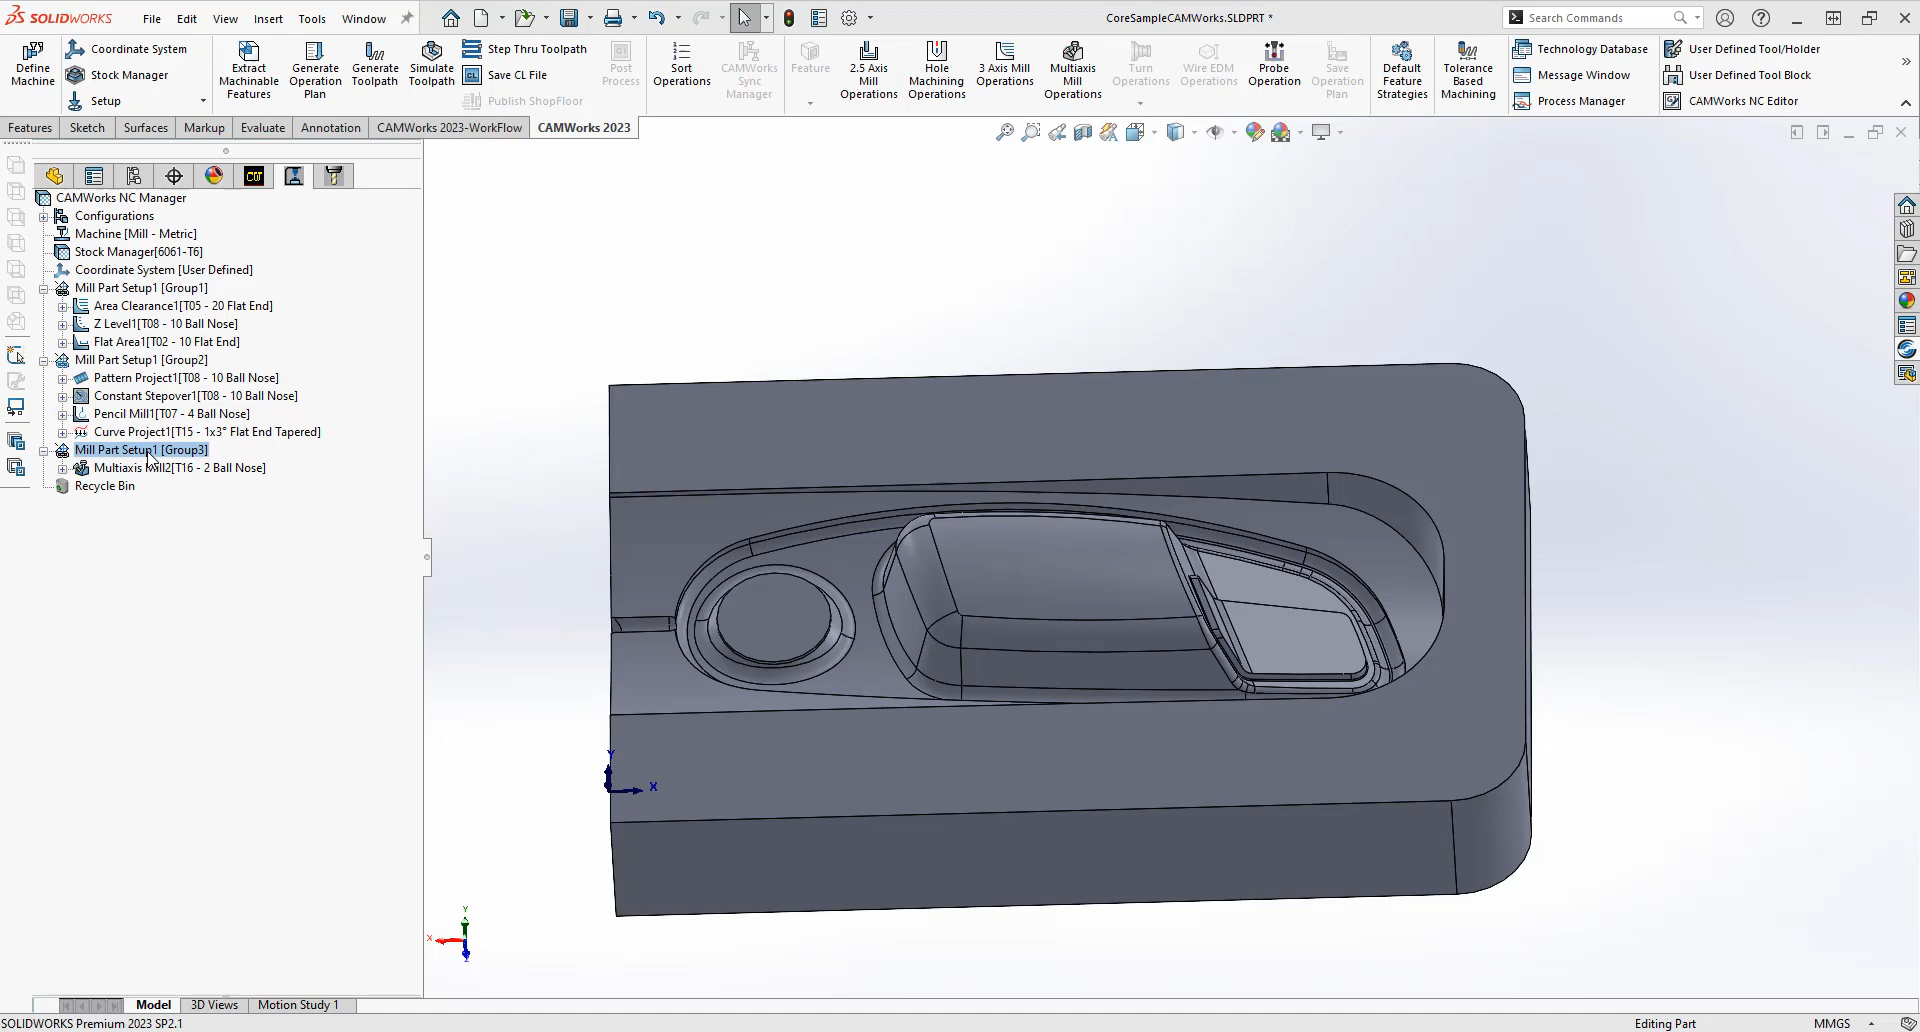 SOLIDWORKS
File Edit View Insert Tools Window
CoreSampleCAMWorks.SLDPRT *
Search Commands
Define Machine
Coordinate System
Stock Manager
Setup
Extract Machinable Features
Generate Operation Plan
Generate Toolpath
Simulate Toolpath
Step Thru Toolpath
Save CL File
Publish ShopFloor
Post Process
Sort Operations
CAMWorks Sync Manager
Feature
2.5 Axis Mill Operations
Hole Machining Operations
3 Axis Mill Operations
Multiaxis Mill Operations
Turn Operations
Wire EDM Operations
Probe Operation
Save Operation Plan
Default Feature Strategies
Tolerance Based Machining
Technology Database
Message Window
Process Manager
User Defined Tool/Holder
User Defined Tool Block
CAMWorks NC Editor
Features Sketch Surfaces Markup Evaluate Annotation CAMWorks 2023-WorkFlow CAMWorks 2023
CAMWorks NC Manager
Configurations
Machine [Mill - Metric]
Stock Manager[6061-T6]
Coordinate System [User Defined]
Mill Part Setup1 [Group1]
Area Clearance1[T05 - 20 Flat End]
Z Level1[T08 - 10 Ball Nose]
Flat Area1[T02 - 10 Flat End]
Mill Part Setup1 [Group2]
Pattern Project1[T08 - 10 Ball Nose]
Constant Stepover1[T08 - 10 Ball Nose]
Pencil Mill1[T07 - 4 Ball Nose]
Curve Project1[T15 - 1x3° Flat End Tapered]
Mill Part Setup1 [Group3]
Multiaxis Mill2[T16 - 2 Ball Nose]
Recycle Bin
Y
X
Y
X
Z
Model 3D Views Motion Study 1
SOLIDWORKS Premium 2023 SP2.1
Editing Part
MMGS